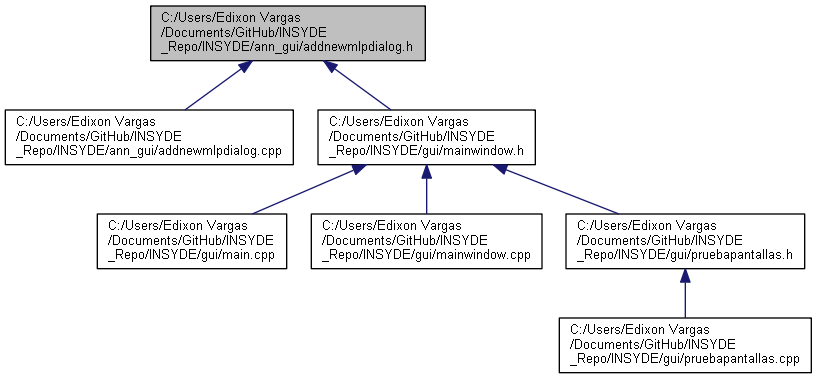 C:/Users/Edixon Vargas
/Documents/GitHub/INSYDE
_Repo/INSYDE/ann_gui/addnewmlpdialog.h
C:/Users/Edixon Vargas
/Documents/GitHub/INSYDE
_Repo/INSYDE/ann_gui/addnewmlpdialog.cpp
C:/Users/Edixon Vargas
/Documents/GitHub/INSYDE
_Repo/INSYDE/gui/mainwindow.h
C:/Users/Edixon Vargas
/Documents/GitHub/INSYDE
_Repo/INSYDE/gui/main.cpp
C:/Users/Edixon Vargas
/Documents/GitHub/INSYDE
_Repo/INSYDE/gui/mainwindow.cpp
C:/Users/Edixon Vargas
/Documents/GitHub/INSYDE
_Repo/INSYDE/gui/pruebapantallas.h
C:/Users/Edixon Vargas
/Documents/GitHub/INSYDE
_Repo/INSYDE/gui/pruebapantallas.cpp